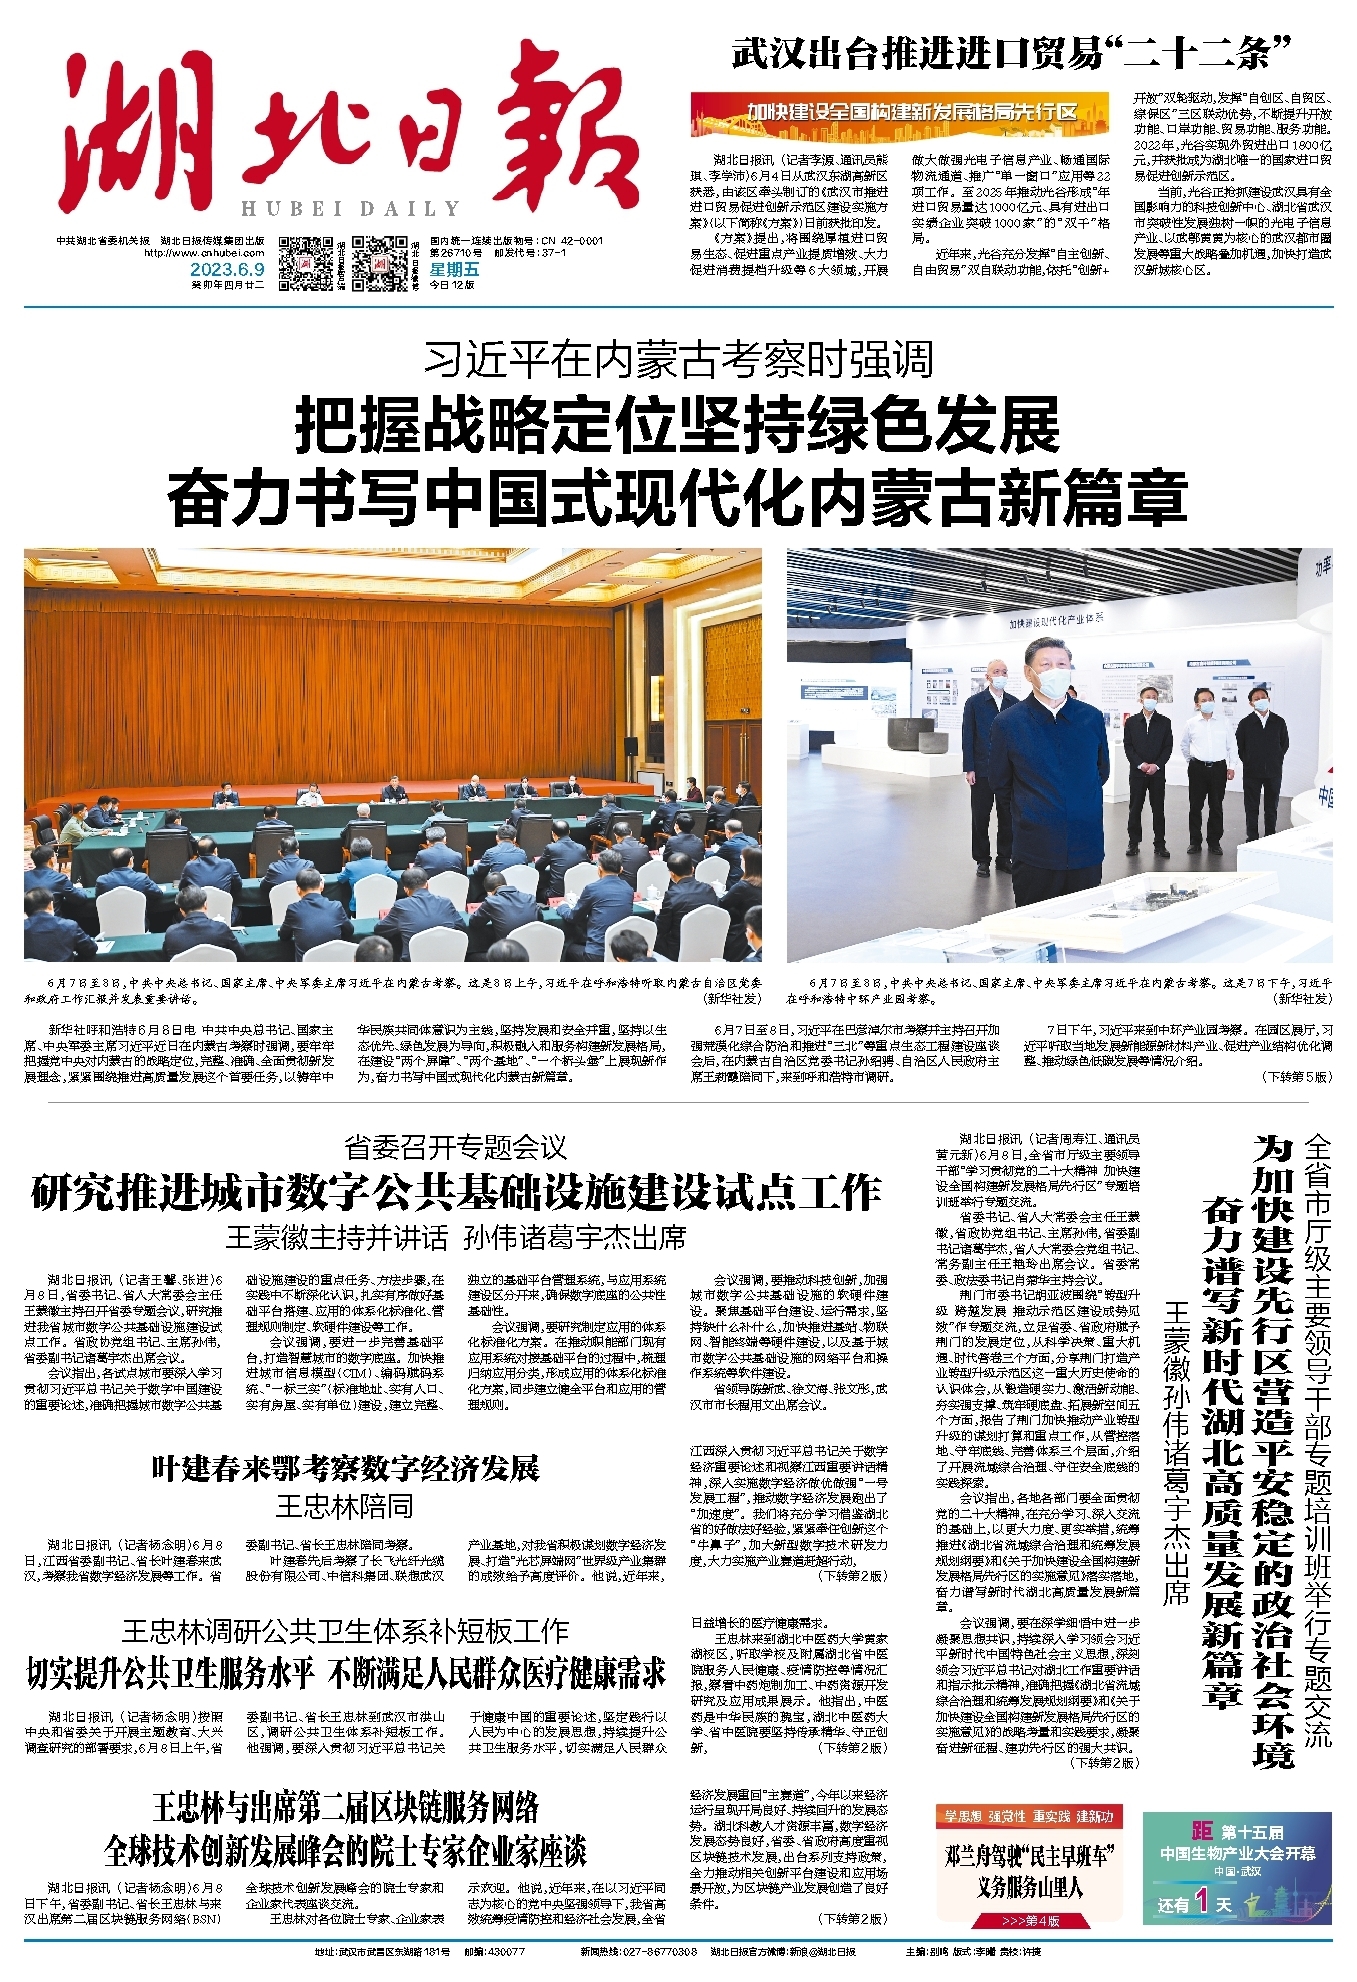 湖北日报
HUBEI DAILY
中共湖北省委机关报　湖北日报传媒集团出版
http://www.cnhubei.com
2023.6.9
癸卯年四月廿二
国内统一连续出版物号：CN 42-0001
第26710号　邮发代号：37-1
星期五
今日12版
武汉出台推进进口贸易“二十二条”
加快建设全国构建新发展格局先行区
湖北日报讯（记者李源、通讯员熊
琪、李学沛）6月4日从武汉东湖高新区
获悉，由该区牵头制订的《武汉市推进
进口贸易促进创新示范区建设实施方
案》（以下简称《方案》）日前获批印发。
《方案》提出，将围绕厚植进口贸
易生态、促进重点产业提质增效、大力
促进消费提档升级等6大领域，开展
做大做强光电子信息产业、畅通国际
物流通道、推广“单一窗口”应用等22
项工作。至2025年推动光谷形成“年
进口贸易量达1000亿元、具有进出口
实绩企业突破1000家”的“双千”格
局。
近年来，光谷充分发挥“自主创新、
自由贸易”双自联动功能，依托“创新+
开放”双轮驱动，发挥“自创区、自贸区、
综保区”三区联动优势，不断提升开放
功能、口岸功能、贸易功能、服务功能。
2022年，光谷实现外贸进出口1800亿
元，并获批成为湖北唯一的国家进口贸
易促进创新示范区。
当前，光谷正抢抓建设武汉具有全
国影响力的科技创新中心、湖北省武汉
市突破性发展独树一帜的光电子信息
产业、以武鄂黄黄为核心的武汉都市圈
发展等重大战略叠加机遇，加快打造武
汉新城核心区。
习近平在内蒙古考察时强调
把握战略定位坚持绿色发展
奋力书写中国式现代化内蒙古新篇章
加快建设现代化产业体系
6月7日至8日，中共中央总书记、国家主席、中央军委主席习近平在内蒙古考察。这是8日上午，习近平在呼和浩特听取内蒙古自治区党委
和政府工作汇报并发表重要讲话。　（新华社发）
6月7日至8日，中共中央总书记、国家主席、中央军委主席习近平在内蒙古考察。这是7日下午，习近平
在呼和浩特中环产业园考察。　（新华社发）
新华社呼和浩特6月8日电　中共中央总书记、国家主
席、中央军委主席习近平近日在内蒙古考察时强调，要牢牢
把握党中央对内蒙古的战略定位，完整、准确、全面贯彻新发
展理念，紧紧围绕推进高质量发展这个首要任务，以铸牢中
华民族共同体意识为主线，坚持发展和安全并重，坚持以生
态优先、绿色发展为导向，积极融入和服务构建新发展格局，
在建设“两个屏障”、“两个基地”、“一个桥头堡”上展现新作
为，奋力书写中国式现代化内蒙古新篇章。
6月7日至8日，习近平在巴彦淖尔市考察并主持召开加
强荒漠化综合防治和推进“三北”等重点生态工程建设座谈
会后，在内蒙古自治区党委书记孙绍骋、自治区人民政府主
席王莉霞陪同下，来到呼和浩特市调研。
7日下午，习近平来到中环产业园考察。在园区展厅，习
近平听取当地发展新能源新材料产业、促进产业结构优化调
整、推动绿色低碳发展等情况介绍。
（下转第5版）
省委召开专题会议
研究推进城市数字公共基础设施建设试点工作
王蒙徽主持并讲话　孙伟诸葛宇杰出席
湖北日报讯（记者王馨、张进）6
月8日，省委书记、省人大常委会主任
王蒙徽主持召开省委专题会议，研究推
进我省城市数字公共基础设施建设试
点工作。省政协党组书记、主席孙伟，
省委副书记诸葛宇杰出席会议。
会议指出，各试点城市要深入学习
贯彻习近平总书记关于数字中国建设
的重要论述，准确把握城市数字公共基
础设施建设的重点任务、方法步骤，在
实践中不断深化认识，扎实有序做好基
础平台搭建、应用的体系化标准化、管
理规则制定、软硬件建设等工作。
会议强调，要进一步完善基础平
台，打造智慧城市的数字底座。加快推
进城市信息模型（CIM）、编码赋码系
统、“一标三实”（标准地址、实有人口、
实有房屋、实有单位）建设，建立完整、
独立的基础平台管理系统，与应用系统
建设区分开来，确保数字底座的公共性
基础性。
会议强调，要研究制定应用的体系
化标准化方案。在推动职能部门现有
应用系统对接基础平台的过程中，梳理
归纳应用分类，形成应用的体系化标准
化方案，同步建立健全平台和应用的管
理规则。
会议强调，要推动科技创新，加强
城市数字公共基础设施的软硬件建
设。聚焦基础平台建设、运行需求，坚
持缺什么补什么，加快推进基站、物联
网、智能终端等硬件建设，以及基于城
市数字公共基础设施的网络平台和操
作系统等软件建设。
省领导陈新武、徐文海、张文彤，武
汉市市长程用文出席会议。
叶建春来鄂考察数字经济发展
王忠林陪同
湖北日报讯（记者杨念明）6月8
日，江西省委副书记、省长叶建春来武
汉，考察我省数字经济发展等工作。省
委副书记、省长王忠林陪同考察。
叶建春先后考察了长飞光纤光缆
股份有限公司、中信科集团、联想武汉
产业基地，对我省积极谋划数字经济发
展、打造“光芯屏端网”世界级产业集群
的成效给予高度评价。他说，近年来，
江西深入贯彻习近平总书记关于数字
经济重要论述和视察江西重要讲话精
神，深入实施数字经济做优做强“一号
发展工程”，推动数字经济发展跑出了
“加速度”。我们将充分学习借鉴湖北
省的好做法好经验，紧紧牵住创新这个
“牛鼻子”，加大新型数字技术研发力
度，大力实施产业赛道赶超行动，
（下转第2版）
王忠林调研公共卫生体系补短板工作
切实提升公共卫生服务水平　不断满足人民群众医疗健康需求
湖北日报讯（记者杨念明）按照
中央和省委关于开展主题教育、大兴
调查研究的部署要求，6月8日上午，省
委副书记、省长王忠林到武汉市洪山
区，调研公共卫生体系补短板工作。
他强调，要深入贯彻习近平总书记关
于健康中国的重要论述，坚定践行以
人民为中心的发展思想，持续提升公
共卫生服务水平，切实满足人民群众
日益增长的医疗健康需求。
王忠林来到湖北中医药大学黄家
湖校区，听取学校及附属湖北省中医
院服务人民健康、疫情防控等情况汇
报，察看中药炮制加工、中药资源开发
研究及应用成果展示。他指出，中医
药是中华民族的瑰宝，湖北中医药大
学、省中医院要坚持传承精华、守正创
新，　（下转第2版）
王忠林与出席第二届区块链服务网络
全球技术创新发展峰会的院士专家企业家座谈
湖北日报讯（记者杨念明）6月8
日下午，省委副书记、省长王忠林与来
汉出席第二届区块链服务网络（BSN）
全球技术创新发展峰会的院士专家和
企业家代表座谈交流。
王忠林对各位院士专家、企业家表
示欢迎。他说，近年来，在以习近平同
志为核心的党中央坚强领导下，我省高
效统筹疫情防控和经济社会发展，全省
经济发展重回“主赛道”，今年以来经济
运行呈现开局良好、持续回升的发展态
势。湖北科教人才资源丰富，数字经济
发展态势良好，省委、省政府高度重视
区块链技术发展，出台系列支持政策，
全力推动相关创新平台建设和应用场
景开放，为区块链产业发展创造了良好
条件。
（下转第2版）
全省市厅级主要领导干部专题培训班举行专题交流
为加快建设先行区营造平安稳定的政治社会环境
奋力谱写新时代湖北高质量发展新篇章
王蒙徽孙伟诸葛宇杰出席
湖北日报讯（记者周寿江、通讯员
黄元新）6月8日，全省市厅级主要领导
干部“学习贯彻党的二十大精神　加快建
设全国构建新发展格局先行区”专题培
训班举行专题交流。
省委书记、省人大常委会主任王蒙
徽，省政协党组书记、主席孙伟，省委副
书记诸葛宇杰，省人大常委会党组书记、
常务副主任王艳玲出席会议。省委常
委、政法委书记肖菊华主持会议。
荆门市委书记胡亚波围绕“转型升
级 跨越发展 推动示范区建设成势见
效”作专题交流，立足省委、省政府赋予
荆门的发展定位，从科学决策、重大机
遇、时代答卷三个方面，分享荆门打造产
业转型升级示范区这一重大历史使命的
认识体会，从锻造硬实力、激活新动能、
夯实强支撑、筑牢硬底盘、拓展新空间五
个方面，报告了荆门加快推动产业转型
升级的谋划打算和重点工作，从管控落
地、守牢底线、完善体系三个层面，介绍
了开展流域综合治理、守住安全底线的
实践探索。
会议指出，各地各部门要全面贯彻
党的二十大精神，在充分学习、深入交流
的基础上，以更大力度、更实举措，统筹
推进《湖北省流域综合治理和统筹发展
规划纲要》和《关于加快建设全国构建新
发展格局先行区的实施意见》落实落地，
奋力谱写新时代湖北高质量发展新篇
章。
会议强调，要在深学细悟中进一步
凝聚思想共识，持续深入学习领会习近
平新时代中国特色社会主义思想，深刻
领会习近平总书记对湖北工作重要讲话
和指示批示精神，准确把握《湖北省流域
综合治理和统筹发展规划纲要》和《关于
加快建设全国构建新发展格局先行区的
实施意见》的战略考量和实践要求，凝聚
奋进新征程、建功先行区的强大共识。
（下转第2版）
学思想　强党性　重实践　建新功
邓兰舟驾驶“民主早班车”
义务服务山里人
>>>第4版
距 第十五届
中国生物产业大会开幕
中国·武汉
还有1天
地址：武汉市武昌区东湖路181号　邮编：430077　新闻热线：027-86770308　湖北日报官方微博：新浪@湖北日报　主编：别鸣　版式：李曙　责校：许捷